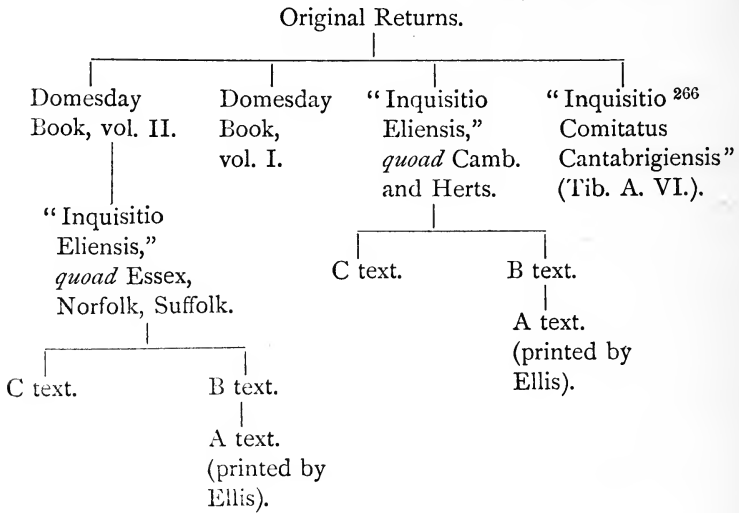 Original Returns.
Domesday
Book, vol. II.
Domesday
Book,
vol. I.
“ Inquisitio
Eliensis,”
quoad Camb.
and Herts.
“ Inquisitio 266
Comitatus
Cantabrigiensis ”
(Tib. A. VI.).
“ Inquisitio
Eliensis,”
quoad Essex,
Norfolk, Suffolk.
C text.
B text.
A text.
(printed by
Ellis).
C text.
B text.
A text.
(printed by
Ellis).